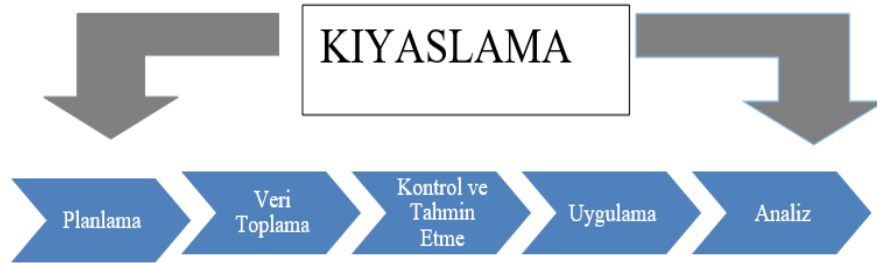 KIYASLAMA
Planlama
Veri
Toplama
Kontrol ve
Tahmin
Etme
Uygulama
Analiz